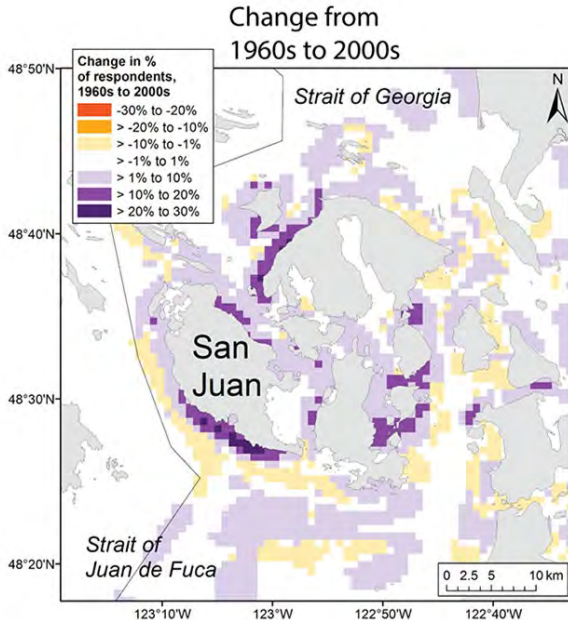 Change from
1960s to 2000s
Change in %
of respondents,
1960s to 2000s
-30% to -20%
> -20% to -10%
> -10% to -1%
> -1% to 1%
> 1% to 10%
> 10% to 20%
> 20% to 30%
Strait of Georgia
N
48°50'N
48°40'N
San
Juan
48°30'N
48°20'N
Strait of
Juan de Fuca
0 2.5 5 10 km
123°10'W 123°W 122°50'W 122°40'W